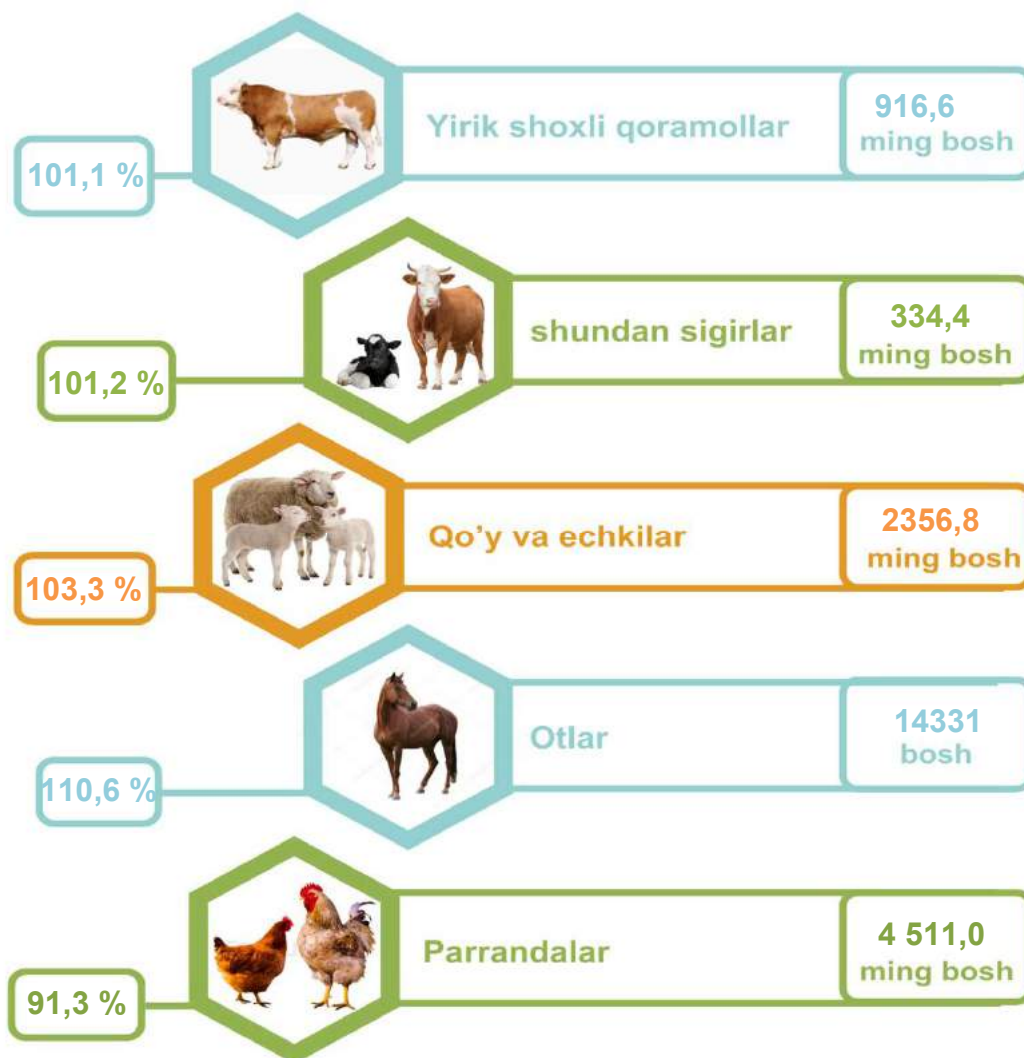 Yirik shoxli qoramollar
916,6
ming bosh
101,1 %
shundan sigirlar
334,4
ming bosh
101,2 %
Qo’y va echkilar
2356,8
ming bosh
103,3 %
Otlar
14331
bosh
110,6 %
Parrandalar
4 511,0
ming bosh
91,3 %